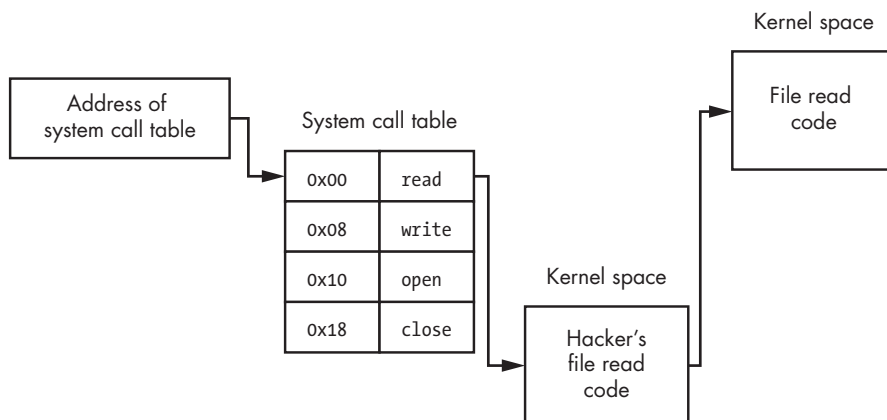 Kernel space
File read
code
Address of
system call table
System call table
0x00 read
0x08 write
0x10 open
0x18 close
Kernel space
Hacker's
file read
code